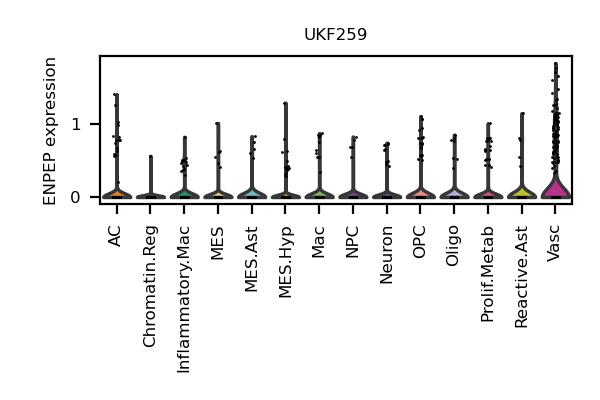 UKF259
ENPEP expression
1
0
AC
Chromatin.Reg
Inflammatory.Mac
MES
MES.Ast
MES.Hyp
Mac
NPC
Neuron
OPC
Oligo
Prolif.Metab
Reactive.Ast
Vasc